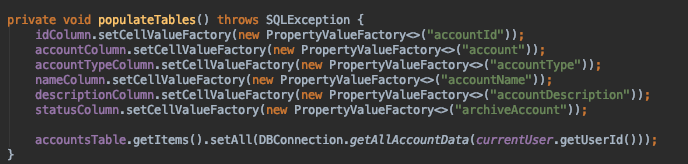 private void populateTables() throws SQLException {
    idColumn.setCellValueFactory(new PropertyValueFactory<>("accountId"));
    accountColumn.setCellValueFactory(new PropertyValueFactory<>("account"));
    accountTypeColumn.setCellValueFactory(new PropertyValueFactory<>("accountType"));
    nameColumn.setCellValueFactory(new PropertyValueFactory<>("accountName"));
    descriptionColumn.setCellValueFactory(new PropertyValueFactory<>("accountDescription"));
    statusColumn.setCellValueFactory(new PropertyValueFactory<>("archiveAccount"));

    accountsTable.getItems().setAll(DBConnection.getAllAccountData(currentUser.getUserId()));
}